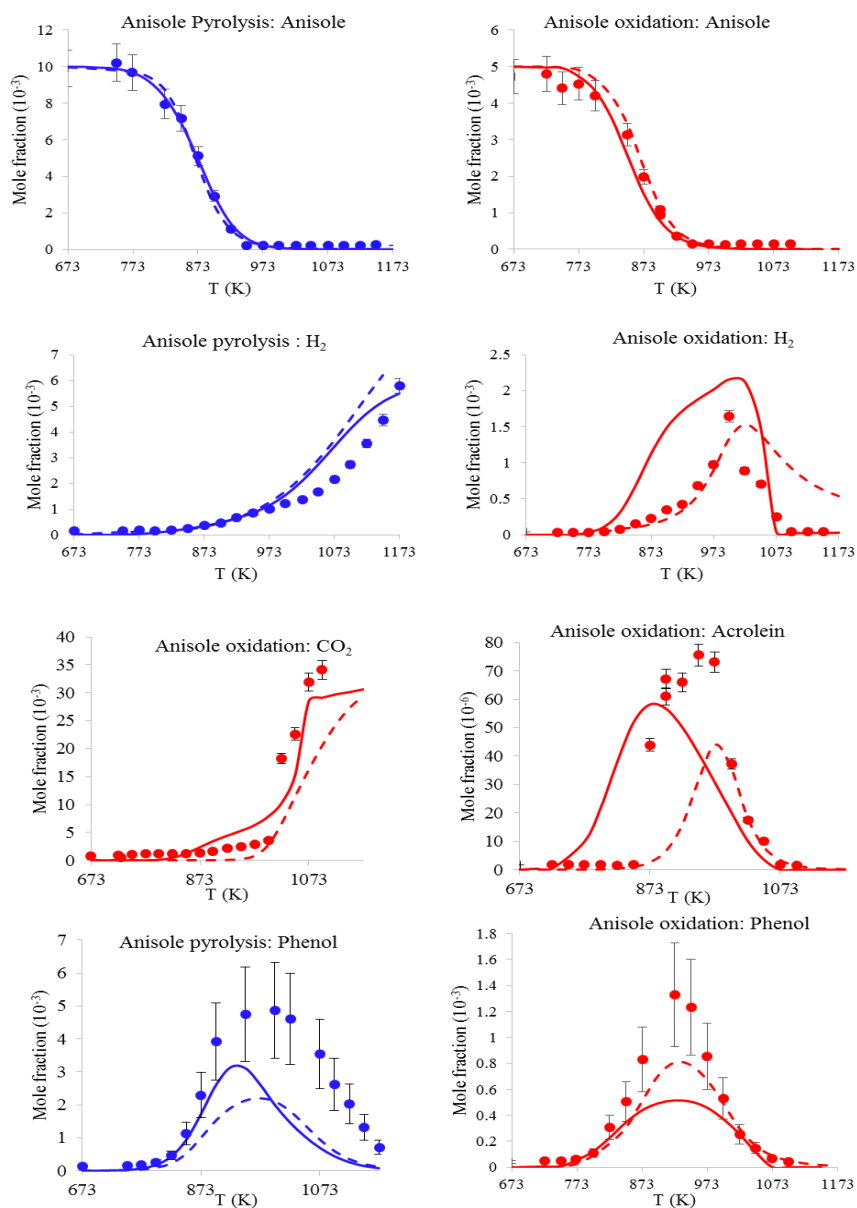 Anisole Pyrolysis: Anisole
Mole fraction (10-3)
12
10
8
6
4
2
0
673 773 873 973 1073 1173
T (K)
Anisole oxidation: Anisole
Mole fraction (10-3)
6
5
4
3
2
1
0
673 773 873 973 1073 1173
T (K)
Anisole pyrolysis : H2
Mole fraction (10-3)
7
6
5
4
3
2
1
0
673 773 873 973 1073 1173
T (K)
Anisole oxidation: H2
Mole fraction (10-3)
2.5
2
1.5
1
0.5
0
673 873 973 1073 1173
T (K)
Anisole oxidation: CO2
Mole fraction (10-3)
40
35
30
25
20
15
10
5
0
673 873 1073
T (K)
Anisole oxidation: Acrolein
Mole fraction (10-6)
80
70
60
50
40
30
20
10
0
673 873 1073
T (K)
Anisole pyrolysis: Phenol
Mole fraction (10-3)
7
6
5
4
3
2
1
0
673 873 1073
T (K)
Anisole oxidation: Phenol
Mole fraction (10-3)
1.8
1.6
1.4
1.2
1
0.8
0.6
0.4
0.2
0
673 773 873 973 1073 1173
T (K)